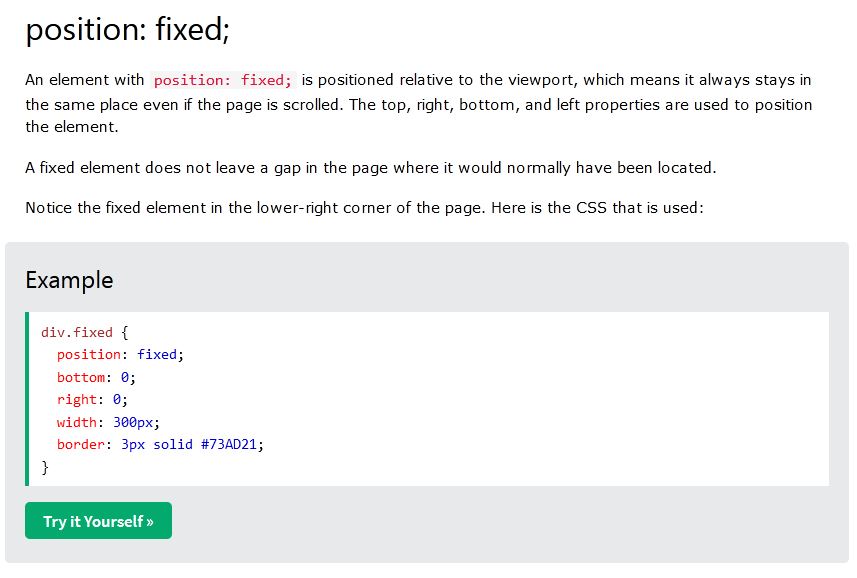 position: fixed;
An element with position: fixed; is positioned relative to the viewport, which means it always stays in
the same place even if the page is scrolled. The top, right, bottom, and left properties are used to position
the element.
A fixed element does not leave a gap in the page where it would normally have been located.
Notice the fixed element in the lower-right corner of the page. Here is the CSS that is used:
Example
div.fixed {
  position: fixed;
  bottom: 0;
  right: 0;
  width: 300px;
  border: 3px solid #73AD21;
}
Try it Yourself »